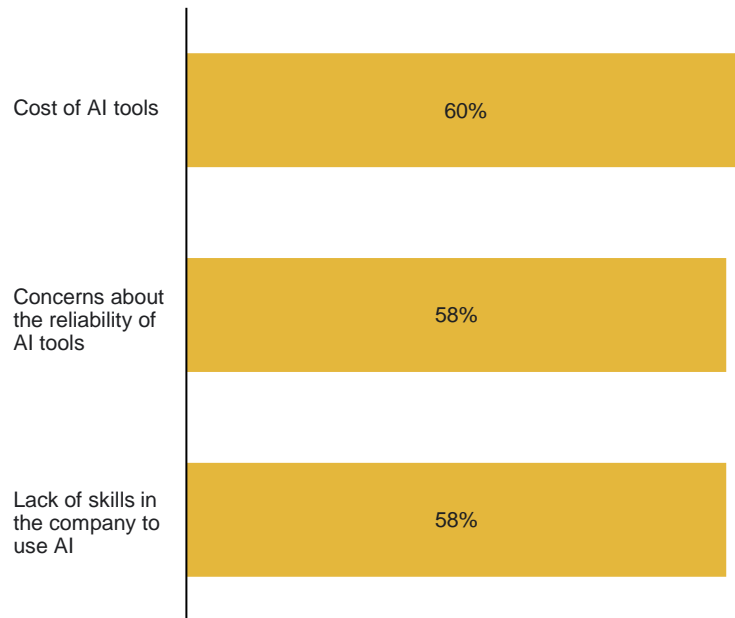 Cost of AI tools
60%
Concerns about
the reliability of
AI tools
58%
Lack of skills in
the company to
use AI
58%